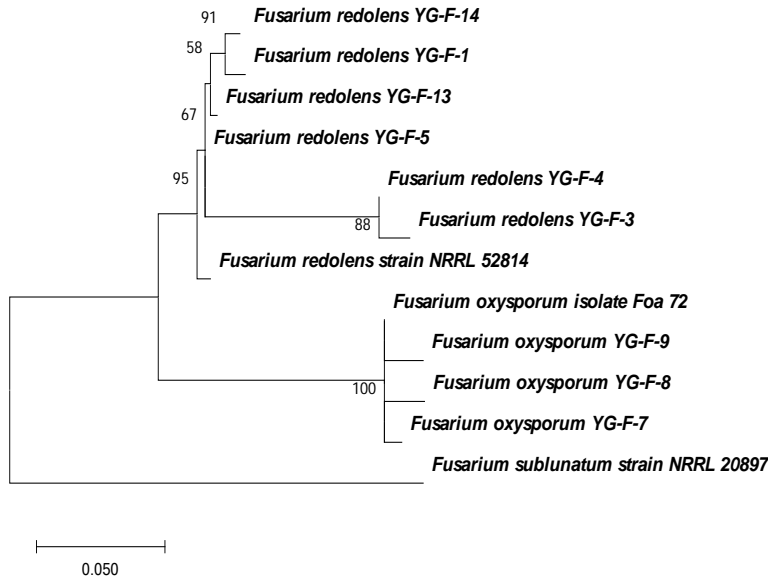 91
Fusarium redolens YG-F-14
58
Fusarium redolens YG-F-1
Fusarium redolens YG-F-13
67
Fusarium redolens YG-F-5
95
Fusarium redolens YG-F-4
88
Fusarium redolens YG-F-3
Fusarium redolens strain NRRL 52814
Fusarium oxysporum isolate Foa 72
Fusarium oxysporum YG-F-9
100
Fusarium oxysporum YG-F-8
Fusarium oxysporum YG-F-7
Fusarium sublunatum strain NRRL 20897
0.050